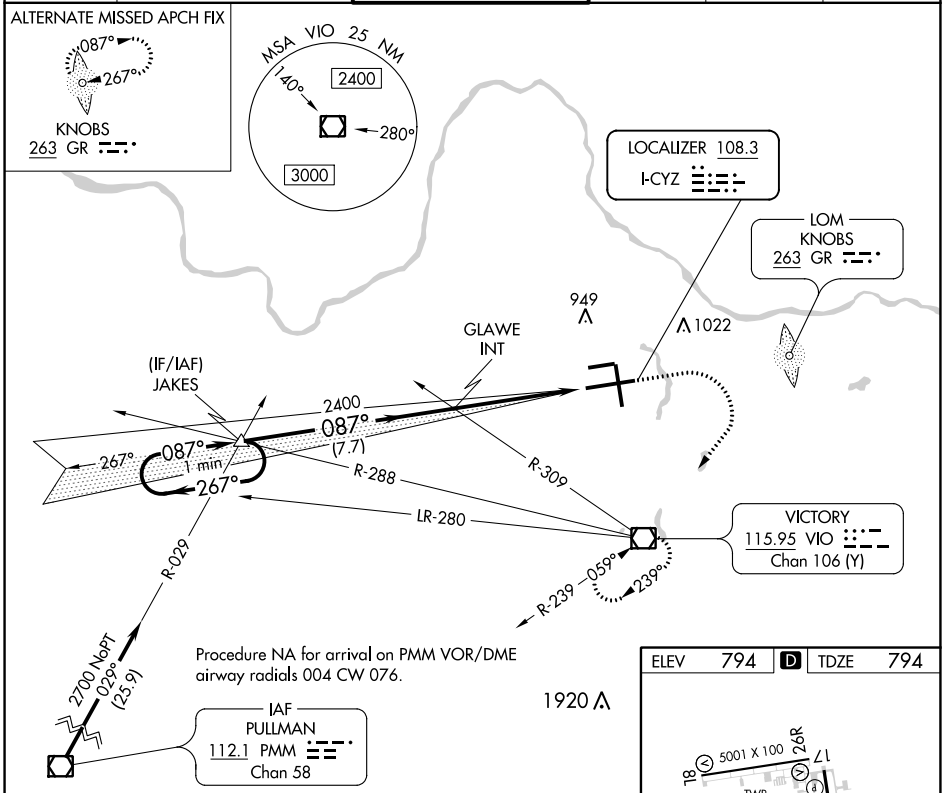 ALTERNATE MISSED APCH FIX
087°
267°
KNOBS
263 GR
MSA VIO 25 NM
140°
2400
280°
3000
LOCALIZER 108.3
I-CYZ
LOM
KNOBS
263 GR
949
1022
GLAWE
INT
(IF/IAF)
JAKES
2400
087°
(7.7)
267°
087°
1 min
267°
R-288
R-309
LR-280
VICTORY
115.95 VIO
Chan 106 (Y)
R-029
R-239
059°
239°
2700 NoPT
029°
(25.9)
Procedure NA for arrival on PMM VOR/DME
airway radials 004 CW 076.
1920
IAF
PULLMAN
112.1 PMM
Chan 58
ELEV 794 D TDZE 794
8L
5001 X 100
26R
17
V
V
P
TWR